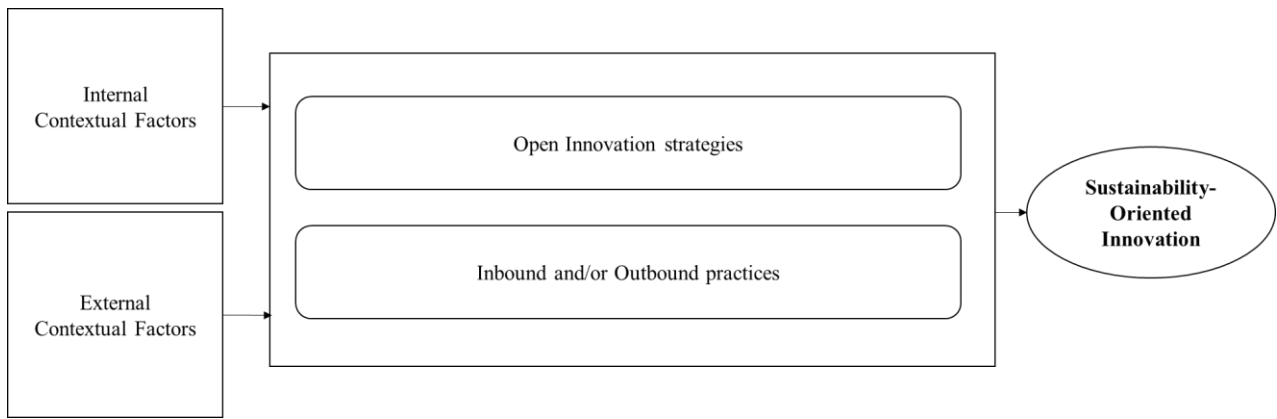 Internal
Contextual Factors
Open Innovation strategies
Sustainability-
Oriented
Innovation
Inbound and/or Outbound practices
External
Contextual Factors